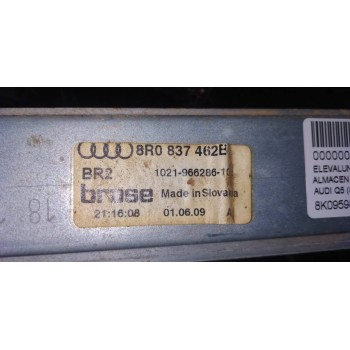 8R0 837 462B
BR2 1021-966286-10
brose Made in Slovakia
21:16:08 01.06.09 A
18
ELEVALUN
ALMACEN
AUDI Q5 (
8K0959